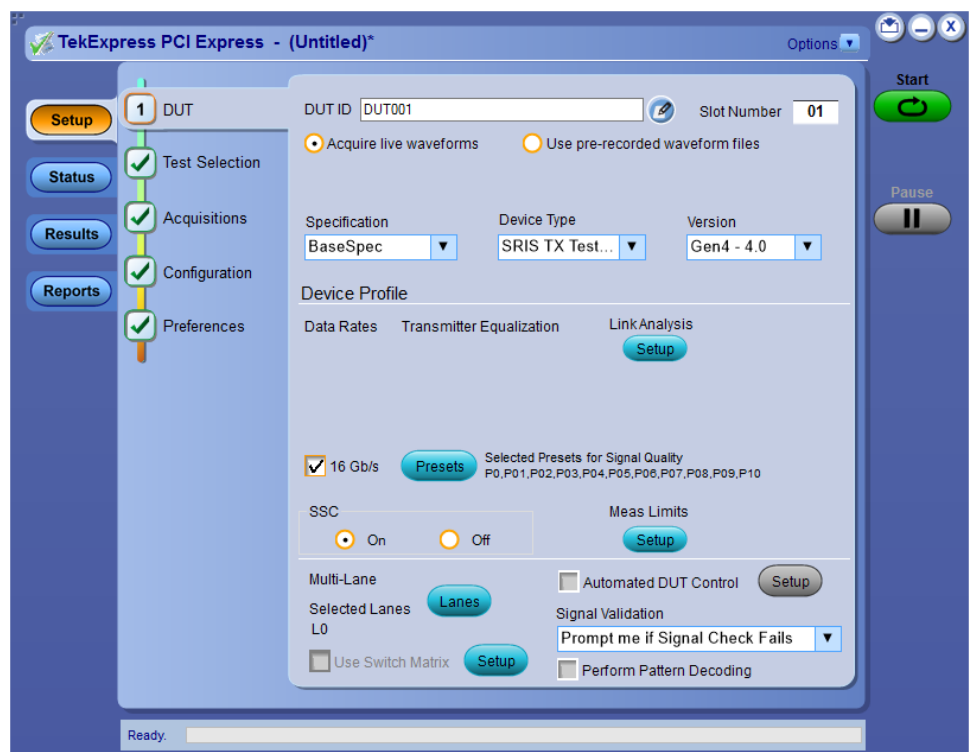 TekExpress PCI Express - (Untitled)*
Options
Start
Pause
Setup
Status
Results
Reports
1 DUT
Test Selection
Acquisitions
Configuration
Preferences
DUT ID DUT001 Slot Number 01
Acquire live waveforms Use pre-recorded waveform files
Specification Device Type Version
BaseSpec SRIS TX Test... Gen4 - 4.0
Device Profile
Data Rates Transmitter Equalization Link Analysis
Setup
16 Gb/s Presets Selected Presets for Signal Quality
P0,P01,P02,P03,P04,P05,P06,P07,P08,P09,P10
SSC Meas Limits
On Off Setup
Multi-Lane Automated DUT Control Setup
Selected Lanes Lanes Signal Validation
L0 Prompt me if Signal Check Fails
Use Switch Matrix Setup Perform Pattern Decoding
Ready.
X